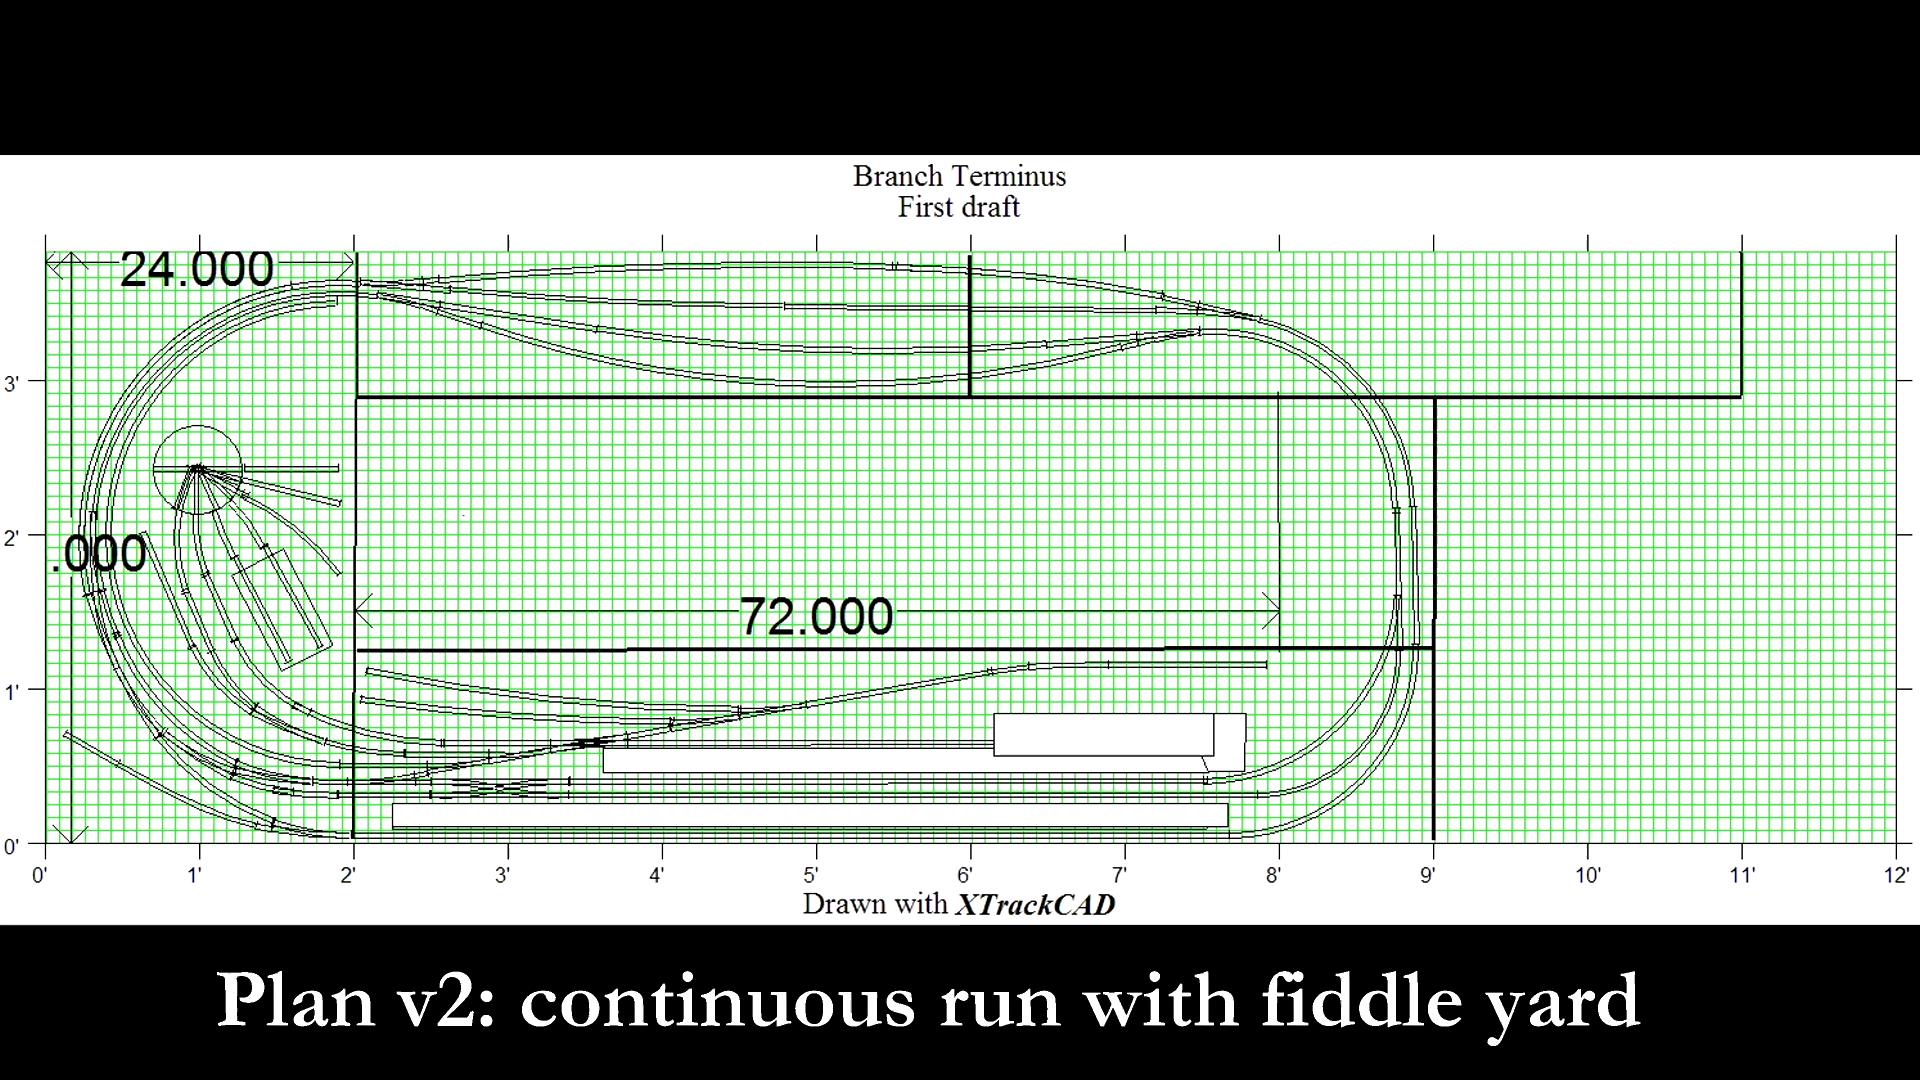 Branch Terminus
First draft
24.000
3'
2'
.000
72.000
1'
0'
0' 1' 2' 3' 4' 5' 6' 7' 8' 9' 10' 11' 12'
Drawn with XTrackCAD
Plan v2: continuous run with fiddle yard